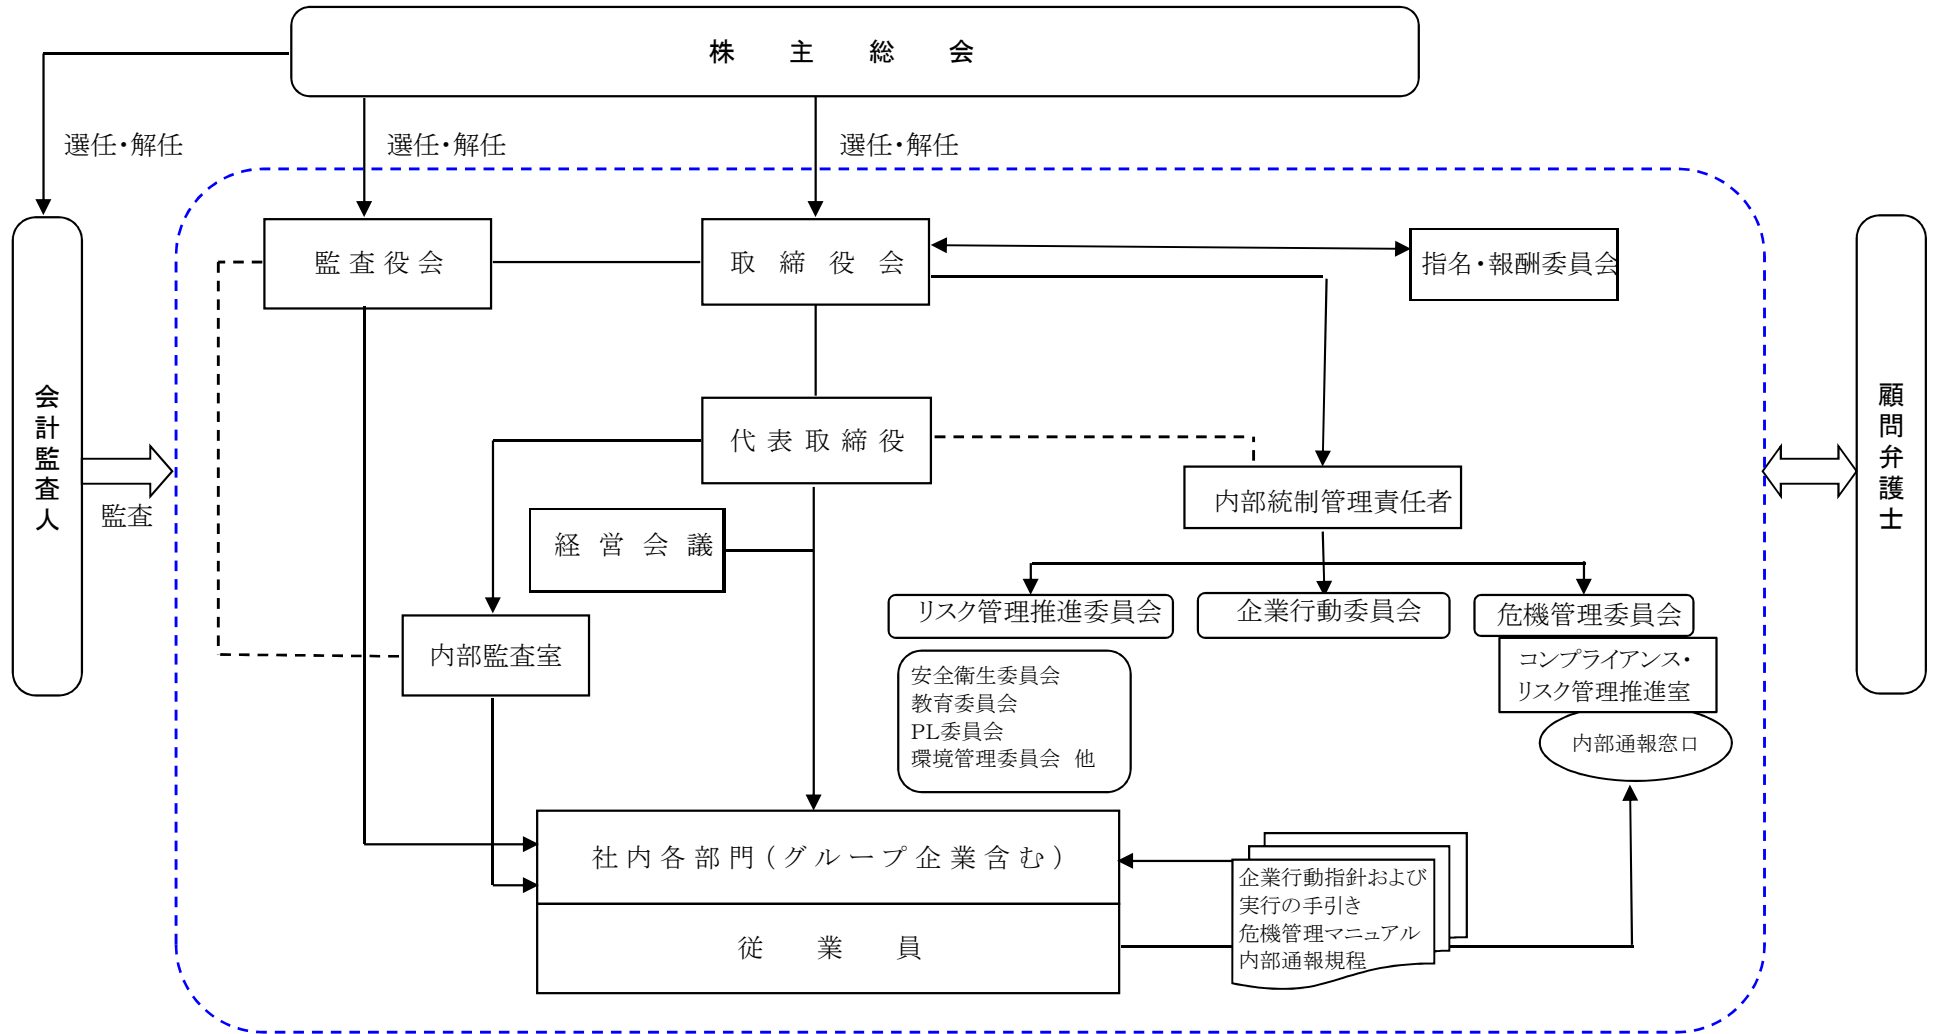 株主総会
選任・解任
選任・解任
選任・解任
監査役会
取締役会
指名・報酬委員会
会計監査人
監査
顧問弁護士
代表取締役
内部統制管理責任者
経営会議
リスク管理推進委員会
企業行動委員会
危機管理委員会
内部監査室
コンプライアンス・
リスク管理推進室
安全衛生委員会
教育委員会
PL委員会
環境管理委員会 他
内部通報窓口
社内各部門(グループ企業含む)
企業行動指針および
実行の手引き
危機管理マニュアル
内部通報規程
従業員